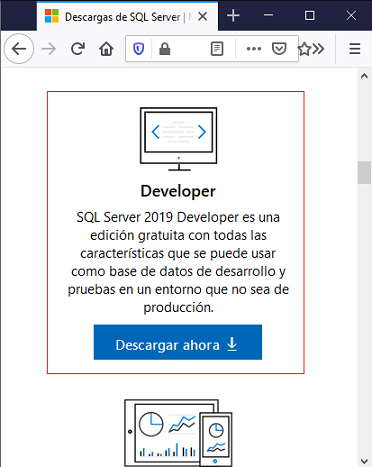 Descargas de SQL Server |
Developer
SQL Server 2019 Developer es una
edición gratuita con todas las
características que se puede usar
como base de datos de desarrollo y
pruebas en un entorno que no sea de
producción.
Descargar ahora